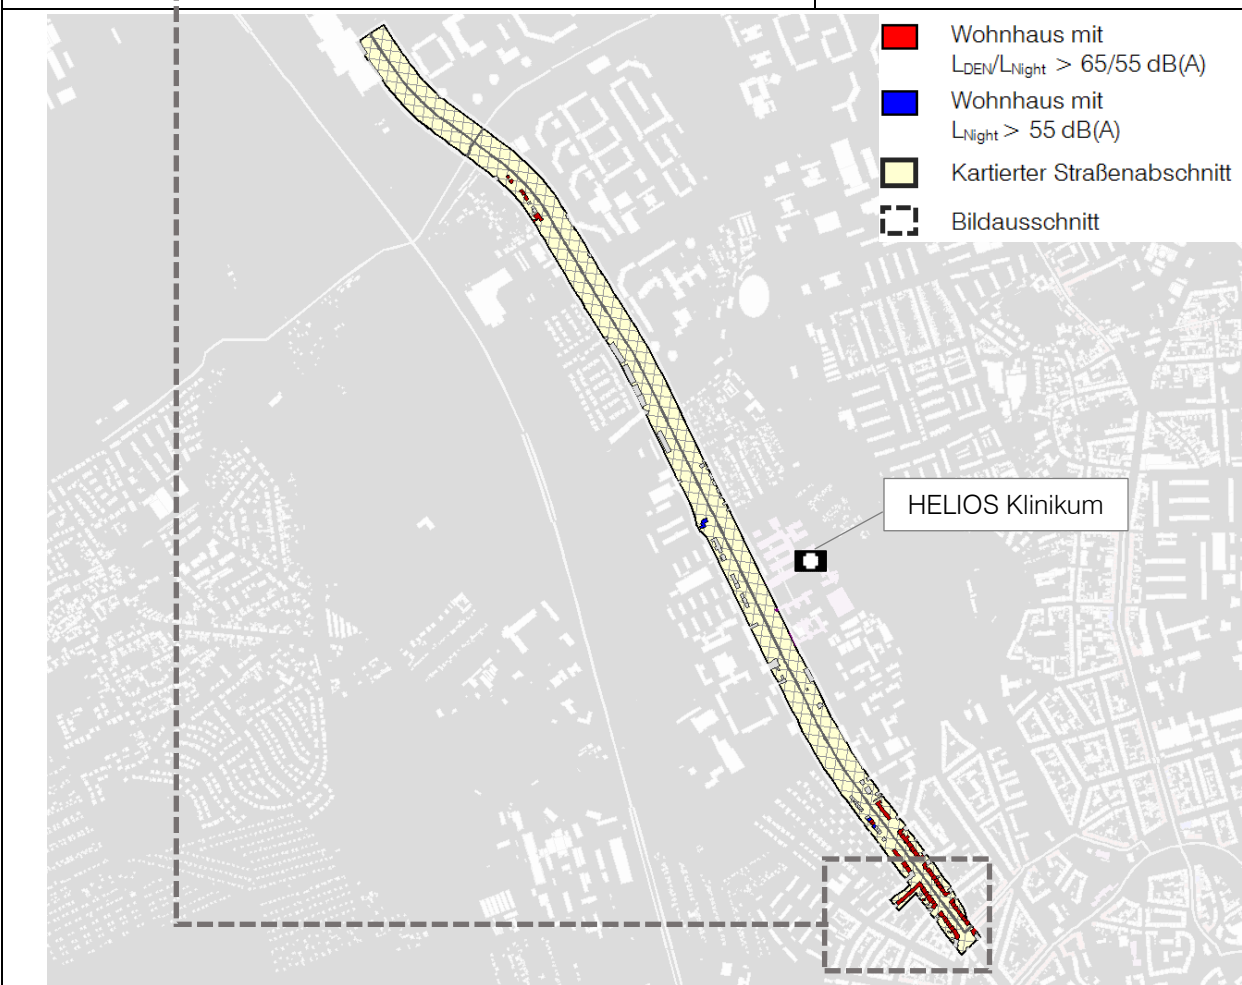 Wohnhaus mit
LDEN/LNight > 65/55 dB(A)
Wohnhaus mit
LNight > 55 dB(A)
Kartierter Straßenabschnitt
Bildausschnitt
HELIOS Klinikum